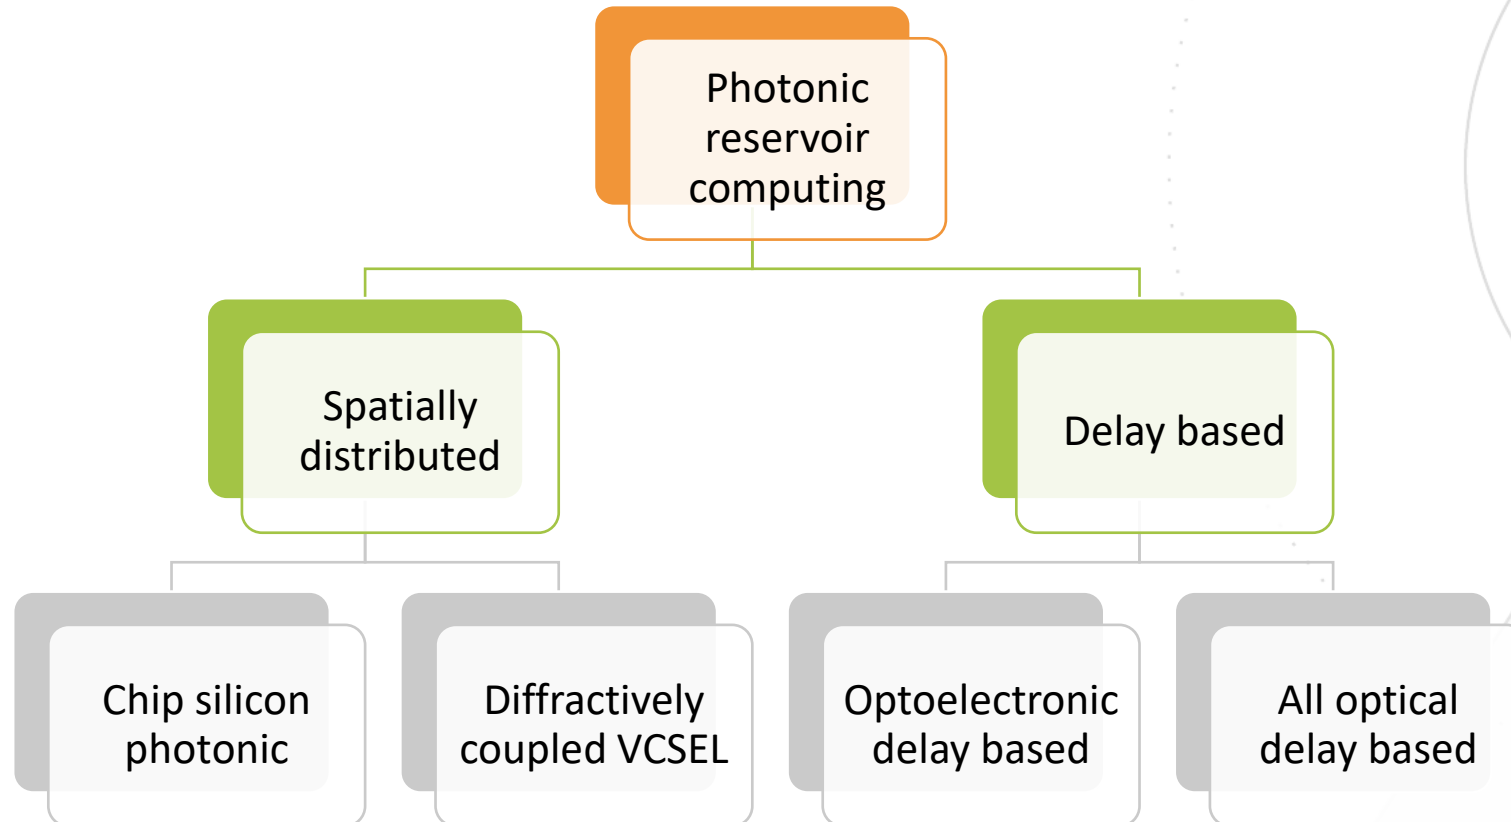 Photonic
reservoir
computing
Spatially
distributed
Delay based
Chip silicon
photonic
Diffractively
coupled VCSEL
Optoelectronic
delay based
All optical
delay based